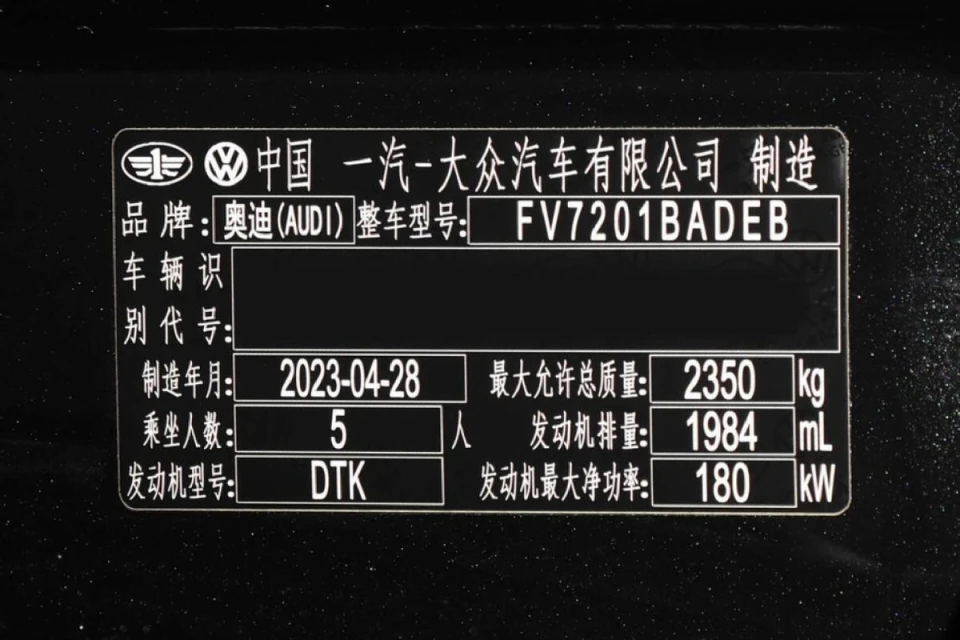 中国 一汽-大众汽车有限公司 制造
品牌: 奥迪(AUDI) 整车型号: FV7201BADEB
车辆识
别代号:
制造年月: 2023-04-28 最大允许总质量: 2350 kg
乘坐人数: 5 人 发动机排量: 1984 mL
发动机型号: DTK 发动机最大净功率: 180 kW